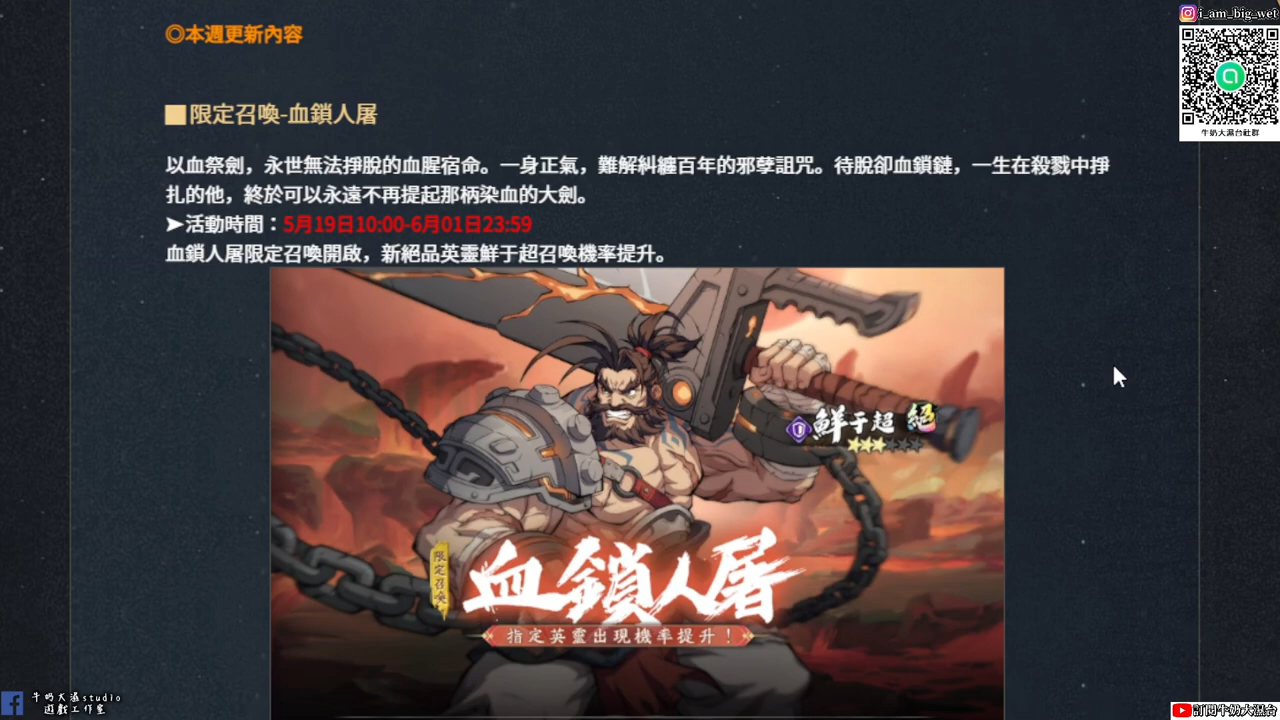 ◎本週更新內容
i_am_big_wet
■限定召喚-血鎖人屠
牛奶大濕台社群
以血祭劍，永世無法掙脫的血腥宿命。一身正氣，難解糾纏百年的邪孽詛咒。待脫卻血鎖鏈，一生在殺戮中掙
扎的他，終於可以永遠不再提起那柄染血的大劍。
➤活動時間：5月19日10:00-6月01日23:59
血鎖人屠限定召喚開啟，新絕品英靈鮮于超召喚機率提升。
鮮于超 絕
限定召喚
血鎖人屠
指定英靈出現機率提升！
牛奶大濕studio
遊戲工作室
訂閱牛奶大濕台